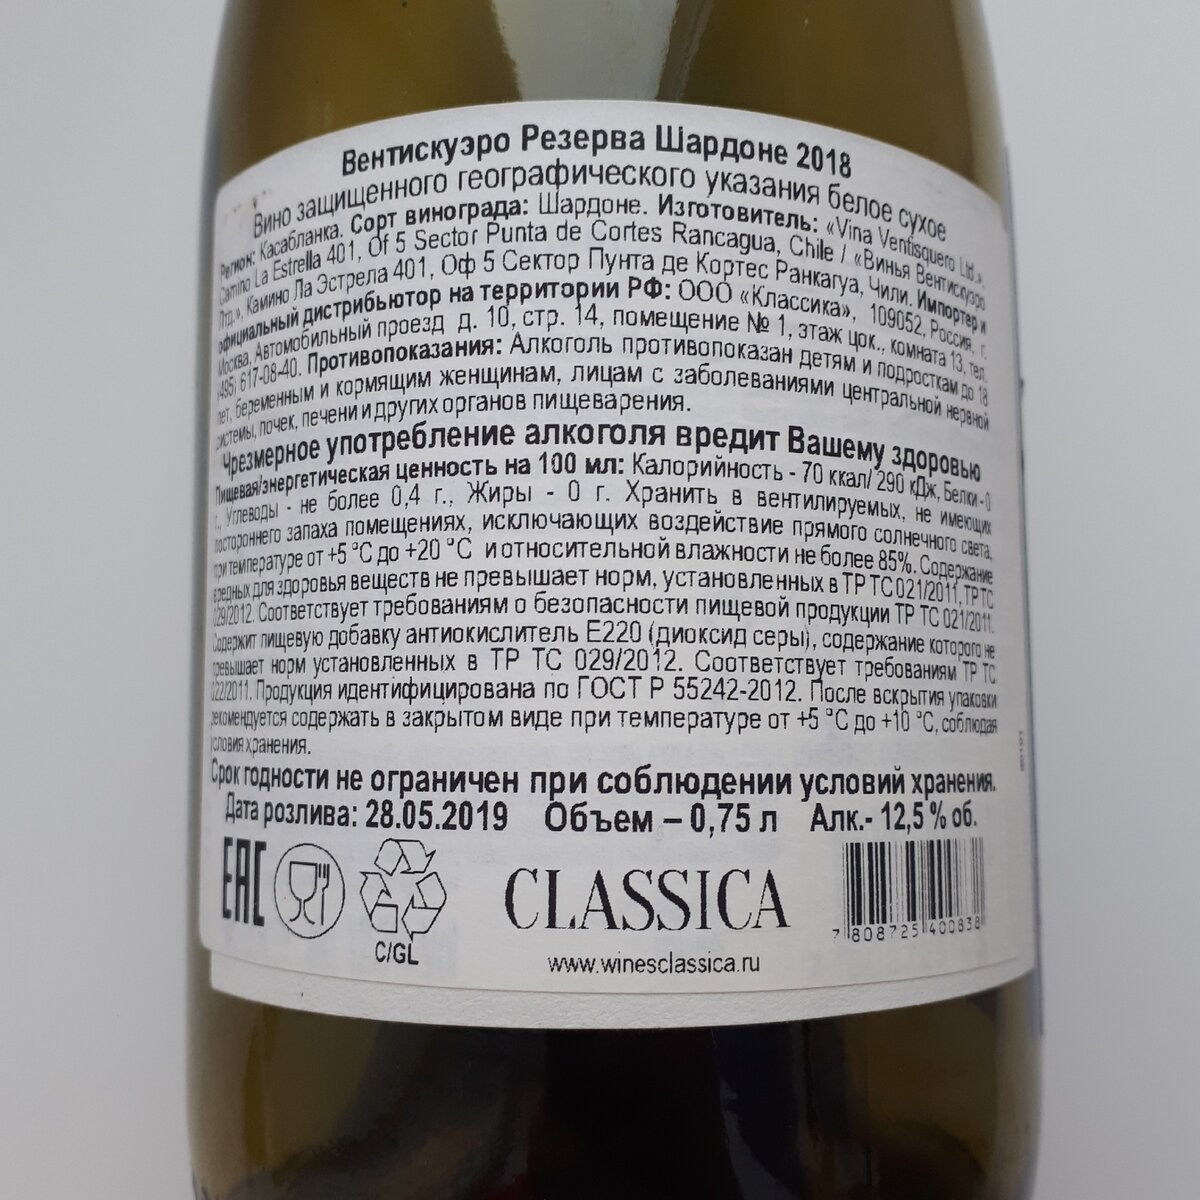 Вентискуэро Резерва Шардоне 2018
Вино защищенного географического указания белое сухое
Регион: Касабланка. Сорт винограда: Шардоне. Изготовитель: «Vina Ventisquero Ltd.»,
Camino La Estrella 401, Of 5 Sector Punta de Cortes Rancagua, Chile / «Винья Вентискуэро
Лтд.», Камино Ла Эстрела 401, Оф 5 Сектор Пунта де Кортес Ранкагуа, Чили. Импортер и
официальный дистрибьютор на территории РФ: ООО «Классика», 109052, Россия, г.
Москва, Автомобильный проезд д. 10, стр. 14, помещение № 1, этаж цок., комната 13, тел.
(495) 617-08-40. Противопоказания: Алкоголь противопоказан детям и подросткам до 18
лет, беременным и кормящим женщинам, лицам с заболеваниями центральной нервной
системы, почек, печени и других органов пищеварения.
Чрезмерное употребление алкоголя вредит Вашему здоровью
Пищевая/энергетическая ценность на 100 мл: Калорийность - 70 ккал/ 290 кДж, Белки - 0
г., Углеводы - не более 0,4 г., Жиры - 0 г. Хранить в вентилируемых, не имеющих
постороннего запаха помещениях, исключающих воздействие прямого солнечного света,
при температуре от +5 °C до +20 °C и относительной влажности не более 85%. Содержание
вредных для здоровья веществ не превышает норм, установленных в ТР ТС 021/2011, ТР ТС
029/2012. Соответствует требованиям о безопасности пищевой продукции ТР ТС 021/2011.
Содержит пищевую добавку антиокислитель Е220 (диоксид серы), содержание которого не
превышает норм установленных в ТР ТС 029/2012. Соответствует требованиям ТР ТС
022/2011. Продукция идентифицирована по ГОСТ Р 55242-2012. После вскрытия упаковки
рекомендуется содержать в закрытом виде при температуре от +5 °C до +10 °C, соблюдая
условия хранения.
Срок годности не ограничен при соблюдении условий хранения.
Дата розлива: 28.05.2019 Объем – 0,75 л Алк.- 12,5 % об.
EAC
C/GL
CLASSICA
www.winesclassica.ru
7 808725 400838